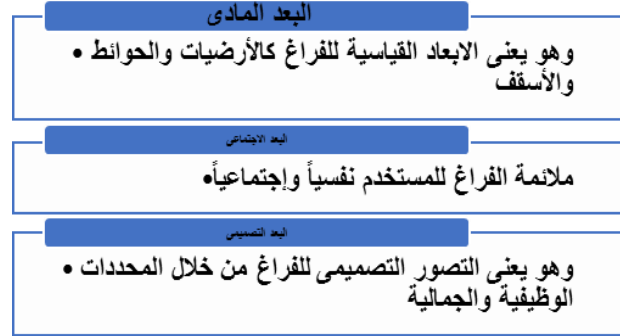 البعد المادى
وهو يعنى الابعاد القياسية للفراغ كالأرضيات والحوائط •
والأسقف
البعد الاجتماعى
ملائمة الفراغ للمستخدم نفسياً وإجتماعياً•
البعد التصميمى
وهو يعنى التصور التصميمى للفراغ من خلال المحددات •
الوظيفية والجمالية